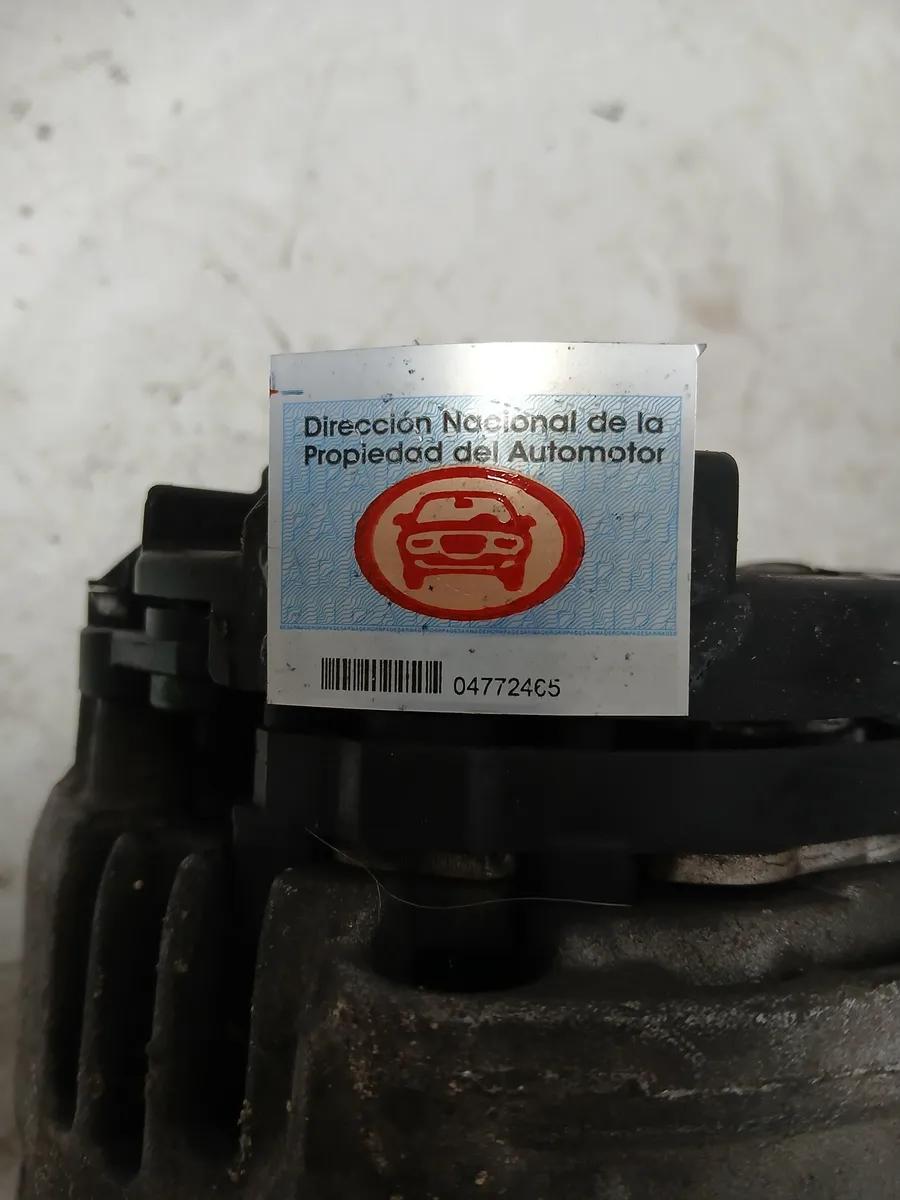 Dirección Nacional de la
Propiedad del Automotor
04772465